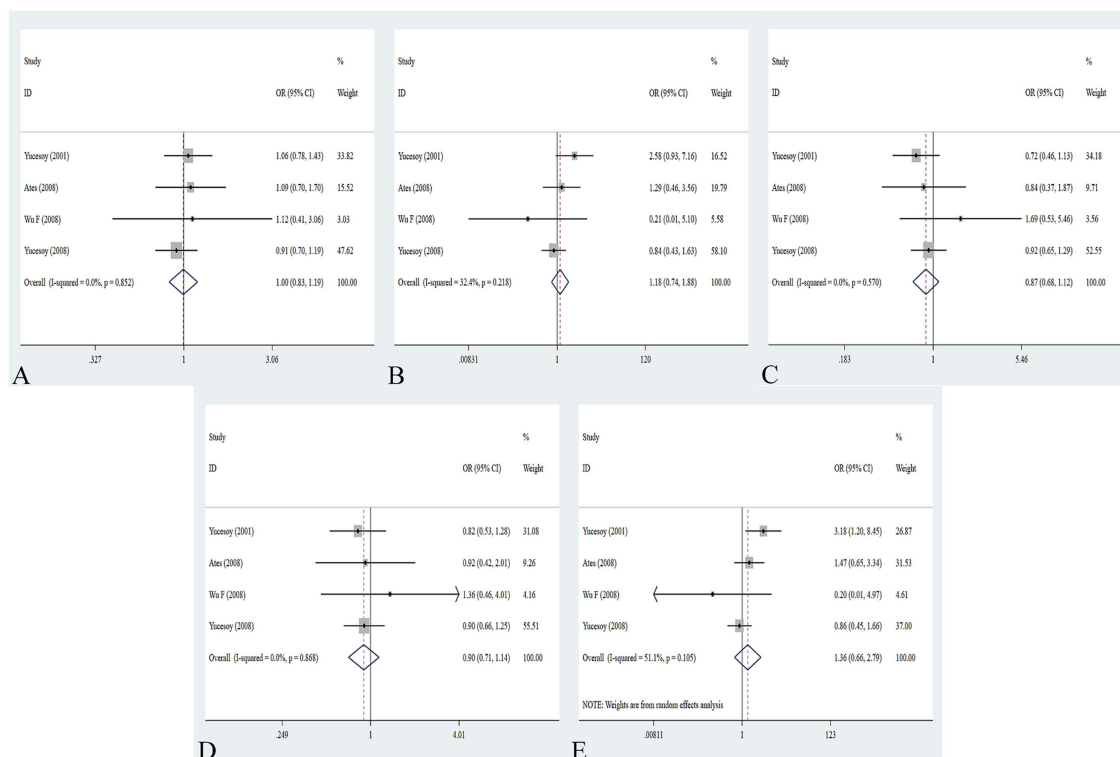 Study %
ID OR (95% CI) Weight
Yucesoy (2001) 1.06 (0.78, 1.43) 33.82
Ates (2008) 1.09 (0.70, 1.70) 15.52
Wu F (2008) 1.12 (0.41, 3.06) 3.03
Yucesoy (2008) 0.91 (0.70, 1.19) 47.62
Overall (I-squared = 0.0%, p = 0.852) 1.00 (0.83, 1.19) 100.00
.327 1 3.06
A
Study %
ID OR (95% CI) Weight
Yucesoy (2001) 2.58 (0.93, 7.16) 16.52
Ates (2008) 1.29 (0.46, 3.56) 19.79
Wu F (2008) 0.21 (0.01, 5.10) 5.58
Yucesoy (2008) 0.84 (0.43, 1.63) 58.10
Overall (I-squared = 32.4%, p = 0.218) 1.18 (0.74, 1.88) 100.00
.00831 1 120
B
Study %
ID OR (95% CI) Weight
Yucesoy (2001) 0.72 (0.46, 1.13) 34.18
Ates (2008) 0.84 (0.37, 1.87) 9.71
Wu F (2008) 1.69 (0.53, 5.46) 3.56
Yucesoy (2008) 0.92 (0.65, 1.29) 52.55
Overall (I-squared = 0.0%, p = 0.570) 0.87 (0.68, 1.12) 100.00
.183 1 5.46
C
Study %
ID OR (95% CI) Weight
Yucesoy (2001) 0.82 (0.53, 1.28) 31.08
Ates (2008) 0.92 (0.42, 2.01) 9.26
Wu F (2008) 1.36 (0.46, 4.01) 4.16
Yucesoy (2008) 0.90 (0.66, 1.25) 55.51
Overall (I-squared = 0.0%, p = 0.868) 0.90 (0.71, 1.14) 100.00
.249 1 4.01
D
Study %
ID OR (95% CI) Weight
Yucesoy (2001) 3.18 (1.20, 8.45) 26.87
Ates (2008) 1.47 (0.65, 3.34) 31.53
Wu F (2008) 0.20 (0.01, 4.97) 4.61
Yucesoy (2008) 0.86 (0.45, 1.66) 37.00
Overall (I-squared = 51.1%, p = 0.105) 1.36 (0.66, 2.79) 100.00
NOTE: Weights are from random effects analysis
.00811 1 123
E